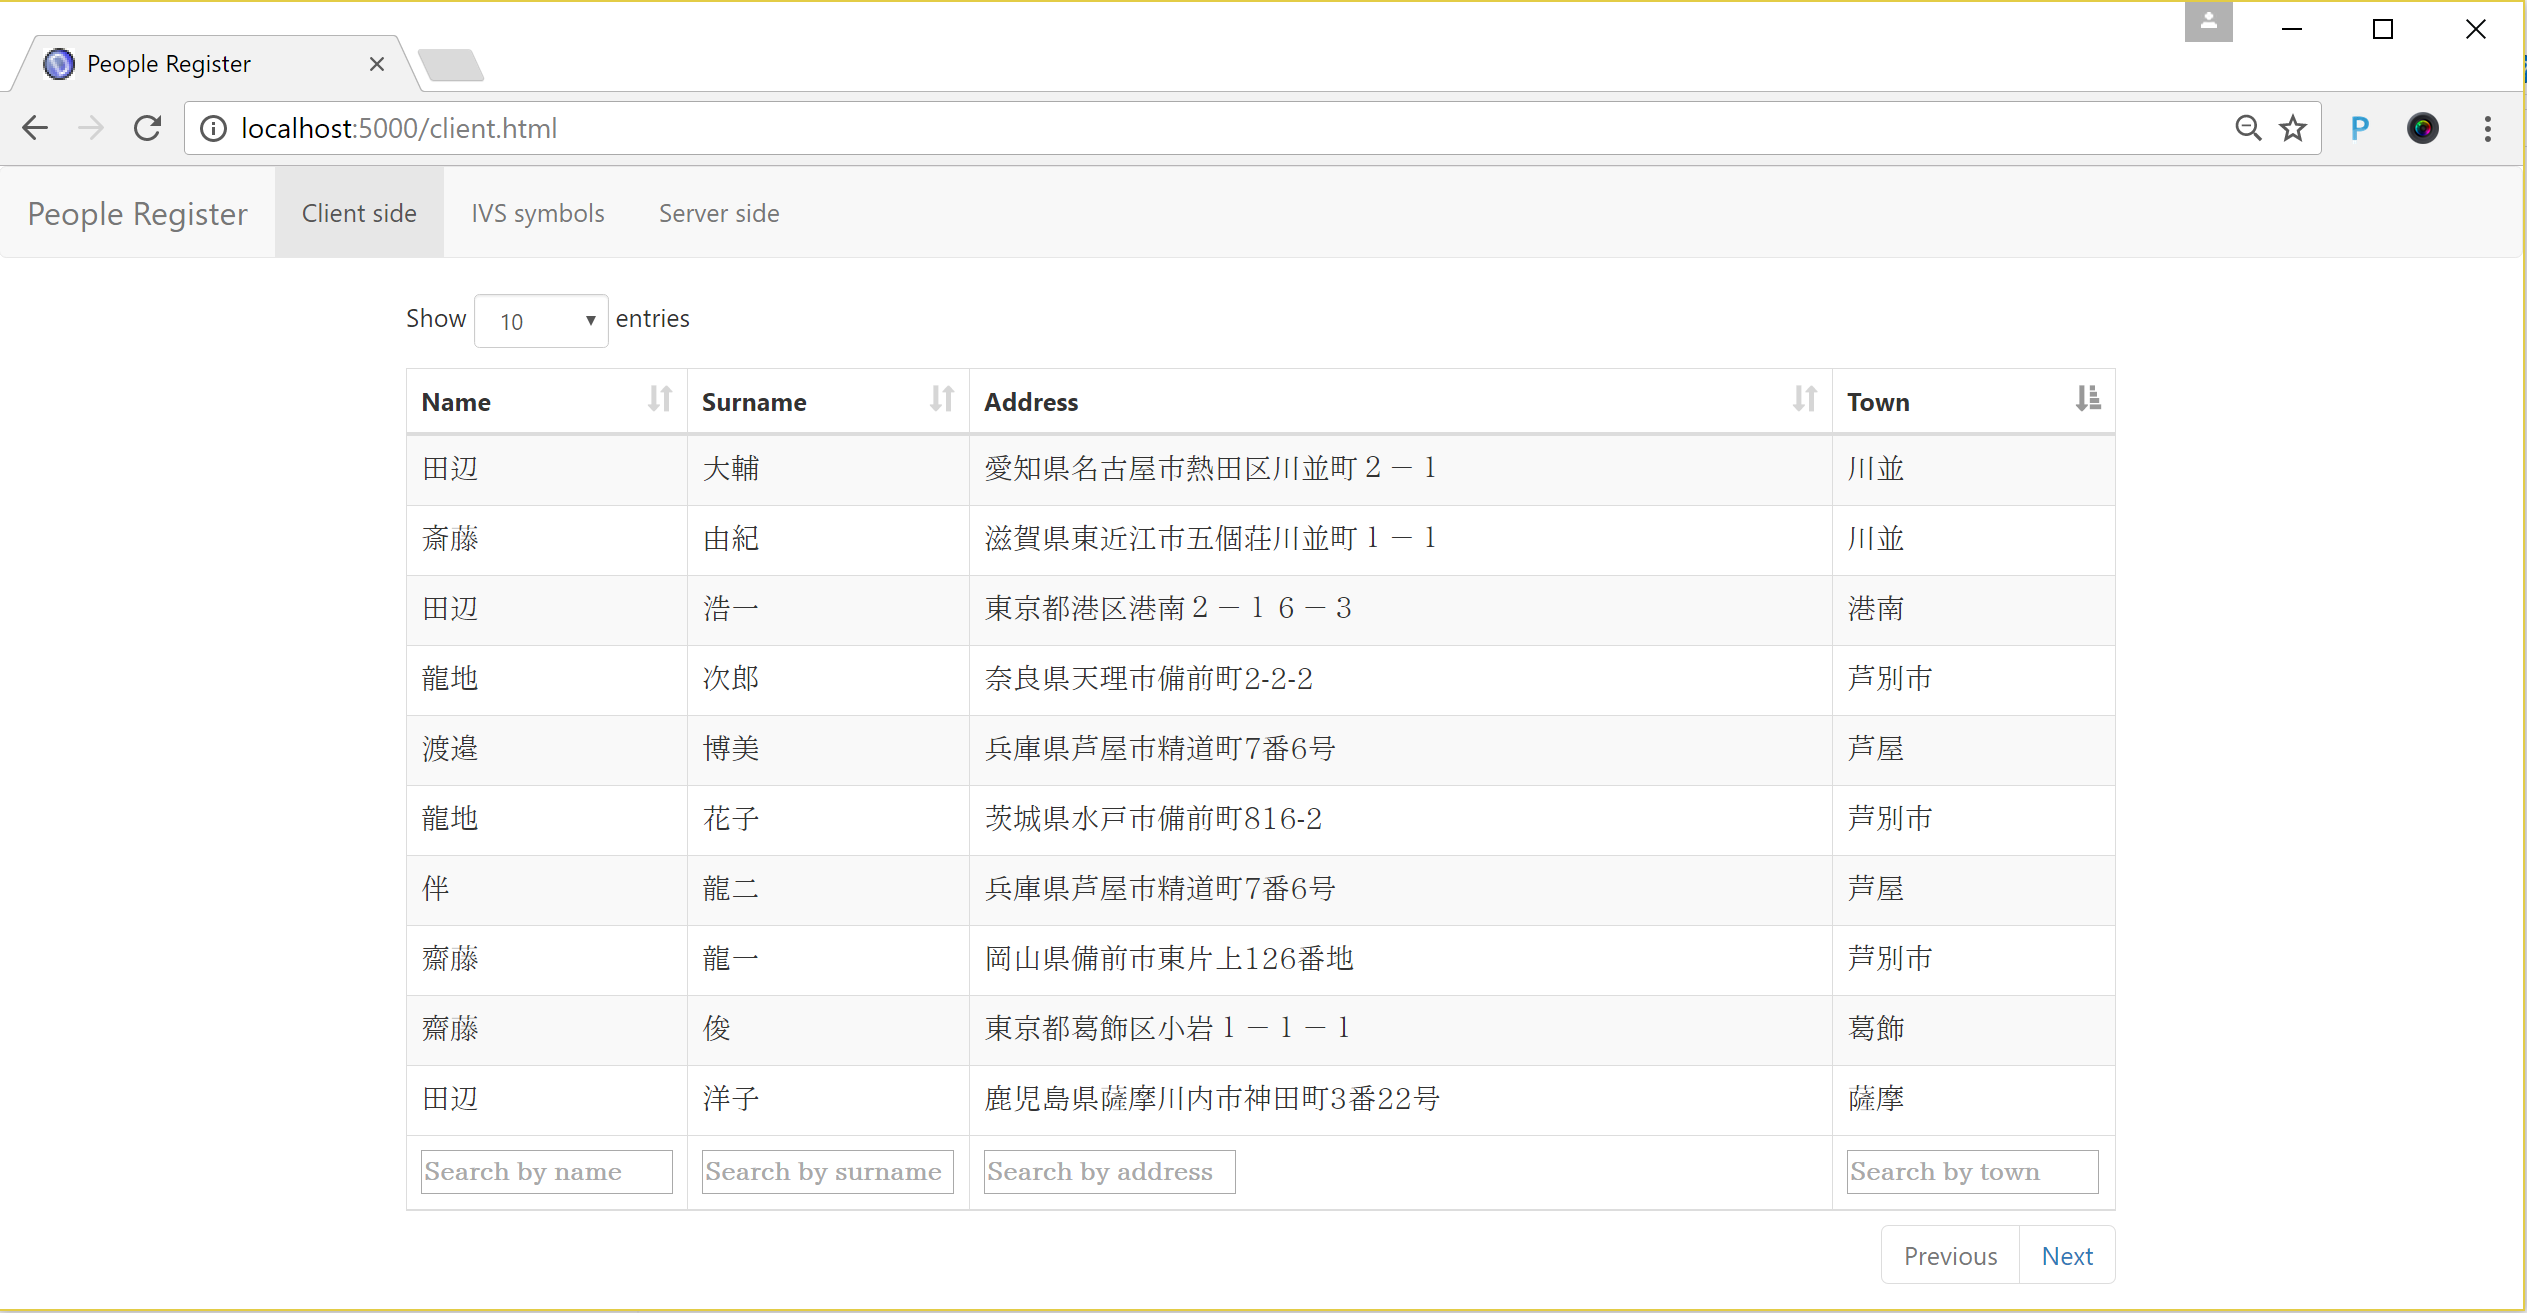 People Register
localhost:5000/client.html
People Register Client side IVS symbols Server side
Show 10 entries
Name Surname Address Town
田辺 大輔 愛知県名古屋市熱田区川並町２－１ 川並
斎藤 由紀 滋賀県東近江市五個荘川並町１－１ 川並
田辺 浩一 東京都港区港南２－１６－３ 港南
龍地 次郎 奈良県天理市備前町2-2-2 芦別市
渡邉 博美 兵庫県芦屋市精道町7番6号 芦屋
龍地 花子 茨城県水戸市備前町816-2 芦別市
伴 龍二 兵庫県芦屋市精道町7番6号 芦屋
齋藤 龍一 岡山県備前市東片上126番地 芦別市
齋藤 俊 東京都葛飾区小岩１－１－１ 葛飾
田辺 洋子 鹿児島県薩摩川内市神田町3番22号 薩摩
Search by name Search by surname Search by address Search by town
Previous Next